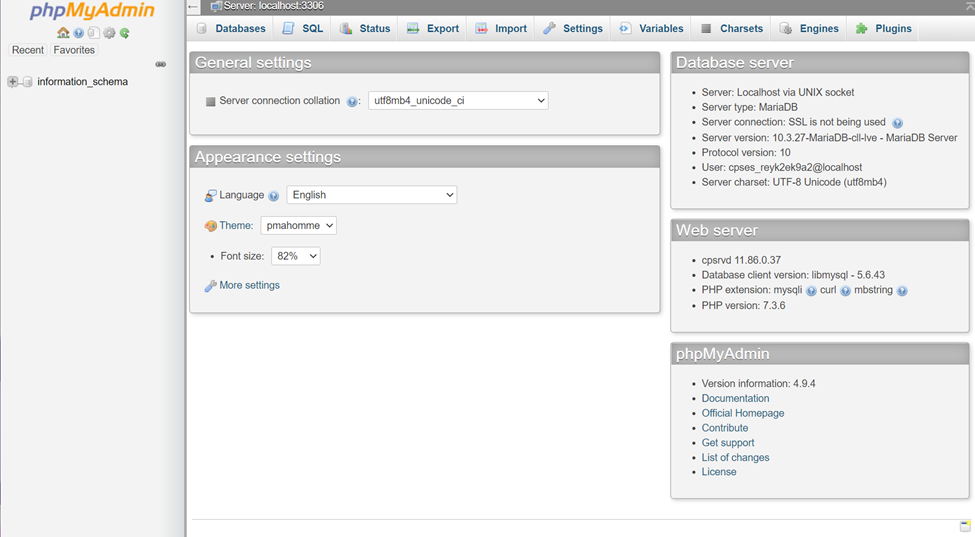 phpMyAdmin
Recent Favorites
information_schema
Server: localhost:3306
Databases SQL Status Export Import Settings Variables Charsets Engines Plugins
General settings
Server connection collation : utf8mb4_unicode_ci
Appearance settings
Language English
Theme: pmahomme
Font size: 82%
More settings
Database server
Server: Localhost via UNIX socket
Server type: MariaDB
Server connection: SSL is not being used
Server version: 10.3.27-MariaDB-cll-lve - MariaDB Server
Protocol version: 10
User: cpses_reyk2ek9a2@localhost
Server charset: UTF-8 Unicode (utf8mb4)
Web server
cpsrvd 11.86.0.37
Database client version: libmysql - 5.6.43
PHP extension: mysqli curl mbstring
PHP version: 7.3.6
phpMyAdmin
Version information: 4.9.4
Documentation
Official Homepage
Contribute
Get support
List of changes
License